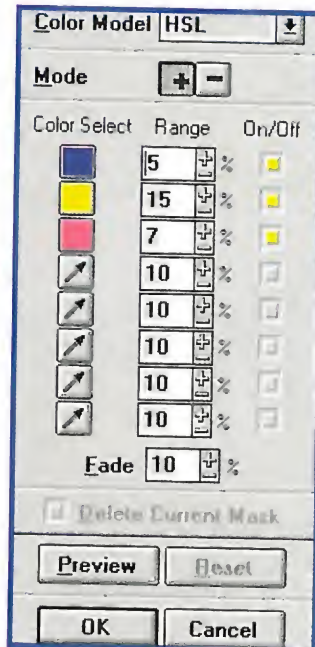 Color Model HSL
Mode + -
Color Select Range On/Off
5 %
15 %
7 %
10 %
10 %
10 %
10 %
10 %
Fade 10 %
Delete Current Mask
Preview Reset
OK Cancel